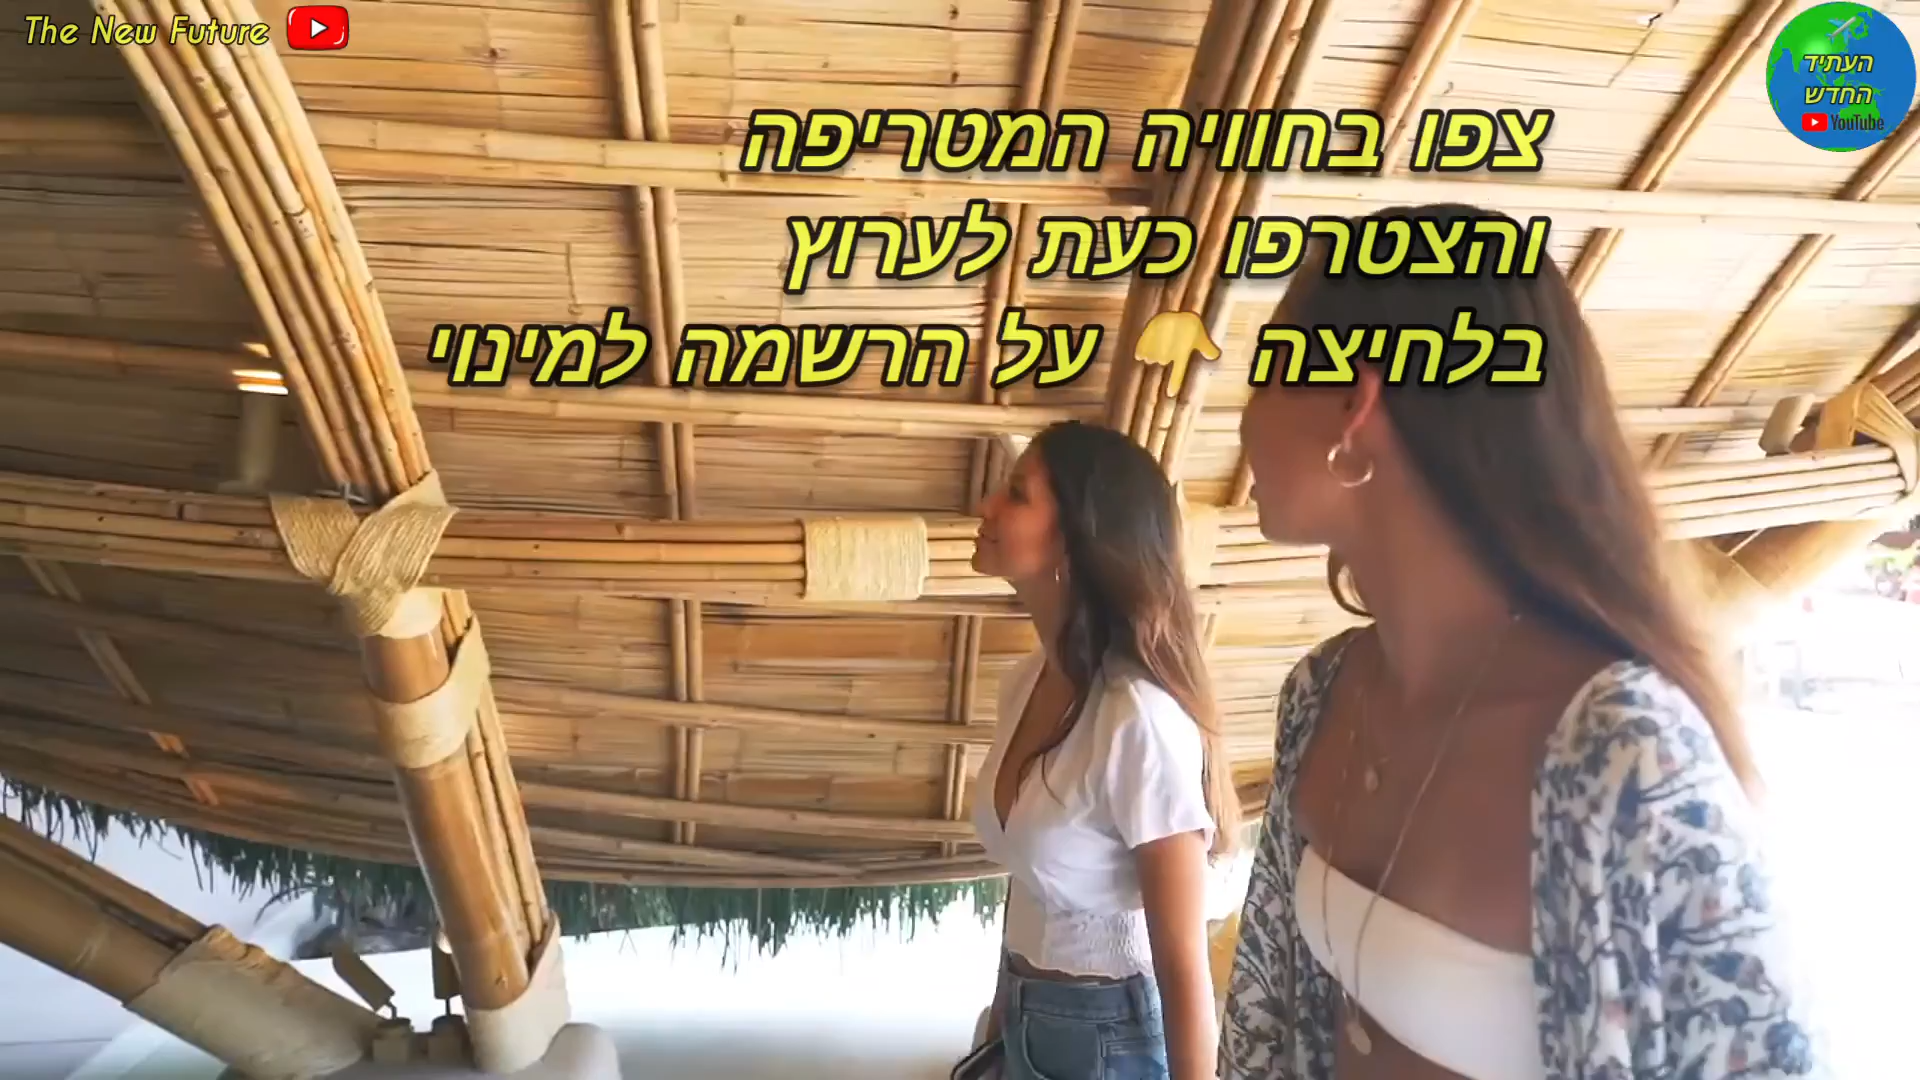 The New Future
העתיד
החדש
YouTube
צפו בחוויה המטריפה
והצטרפו כעת לערוץ
בלחיצה 👇 על הרשמה למינוי